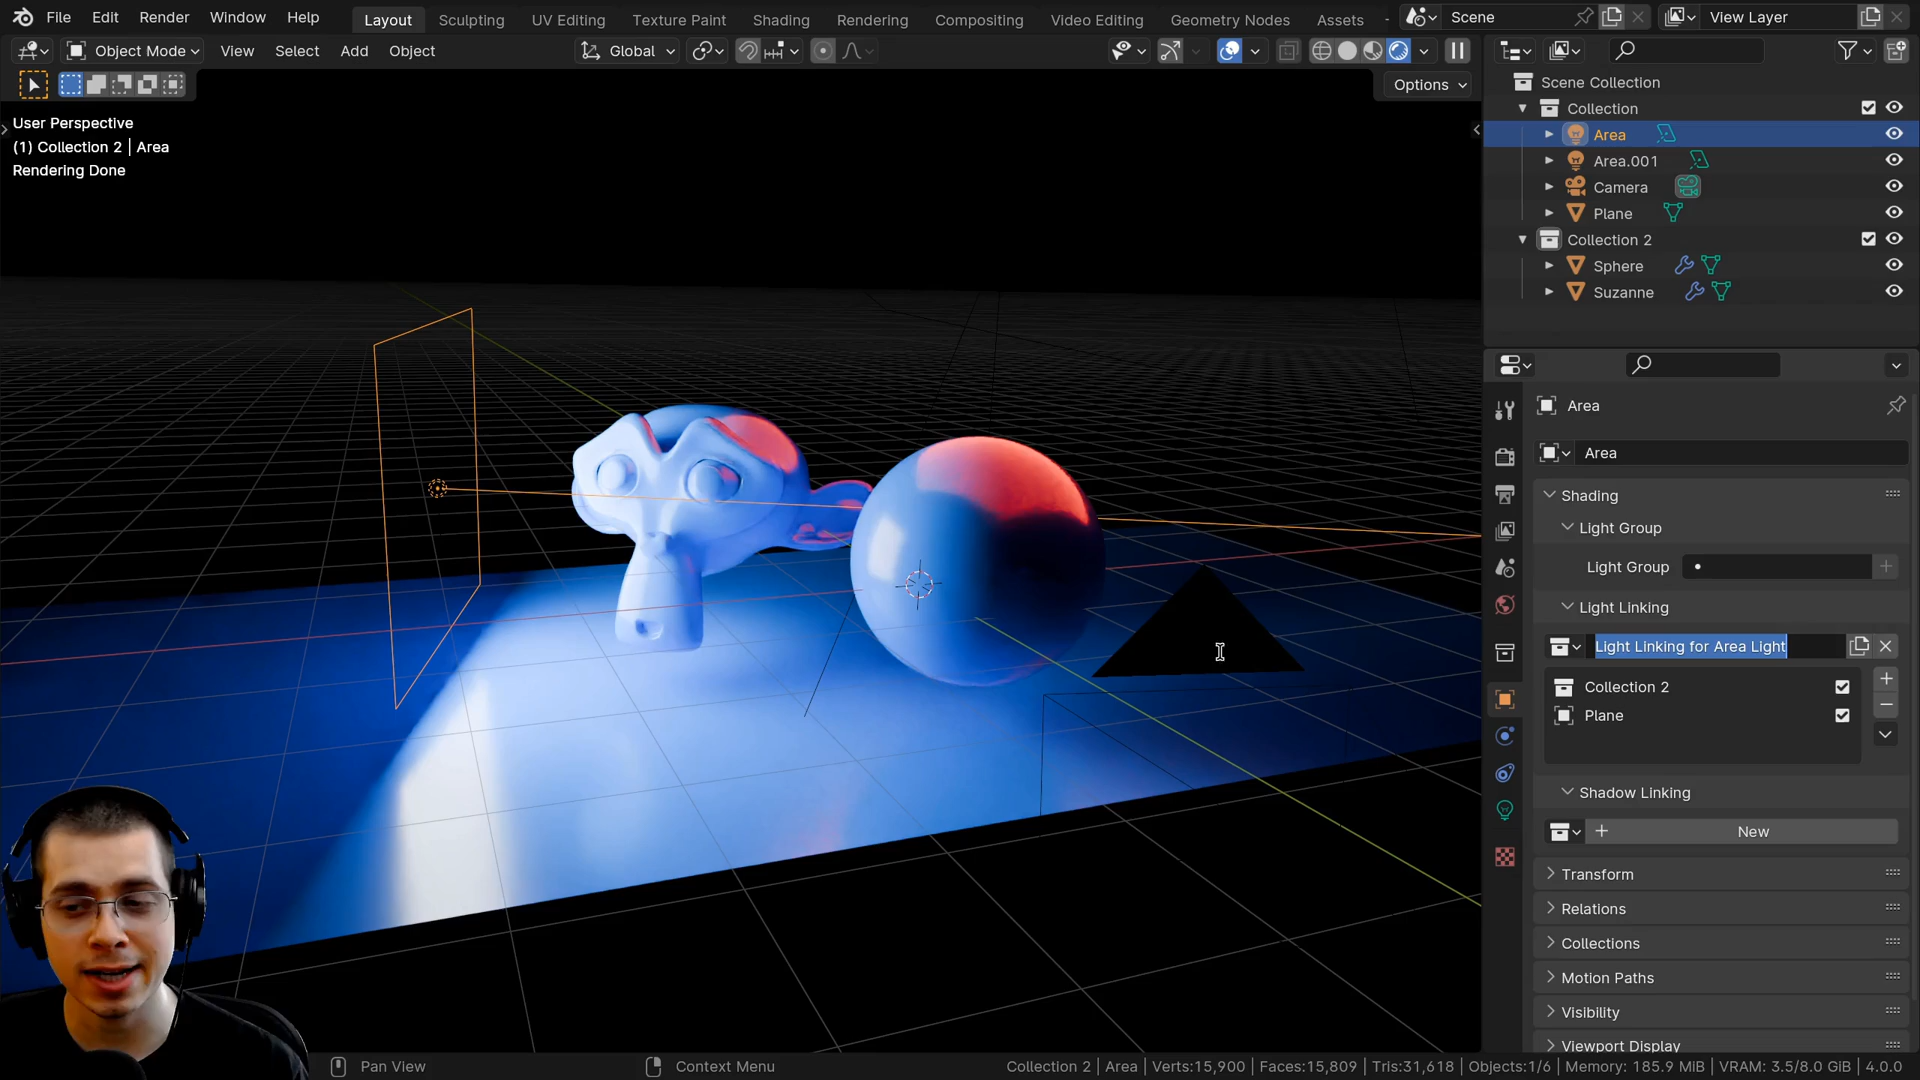 File Edit Render Window Help Layout Sculpting UV Editing Texture Paint Shading Rendering Compositing Video Editing Geometry Nodes Assets Scene View Layer
Object Mode View Select Add Object Global
Options
User Perspective
(1) Collection 2 | Area
Rendering Done
Scene Collection
Collection
Area
Area.001
Camera
Plane
Collection 2
Sphere
Suzanne
Area
Area
Shading
Light Group
Light Group
Light Linking
Light Linking for Area Light
Collection 2
Plane
Shadow Linking
New
Transform
Relations
Collections
Motion Paths
Visibility
Viewport Display
Pan View Context Menu Collection 2 | Area | Verts:15,900 | Faces:15,809 | Tris:31,618 | Objects:1/6 | Memory: 185.9 MiB | VRAM: 3.5/8.0 GiB | 4.0.0